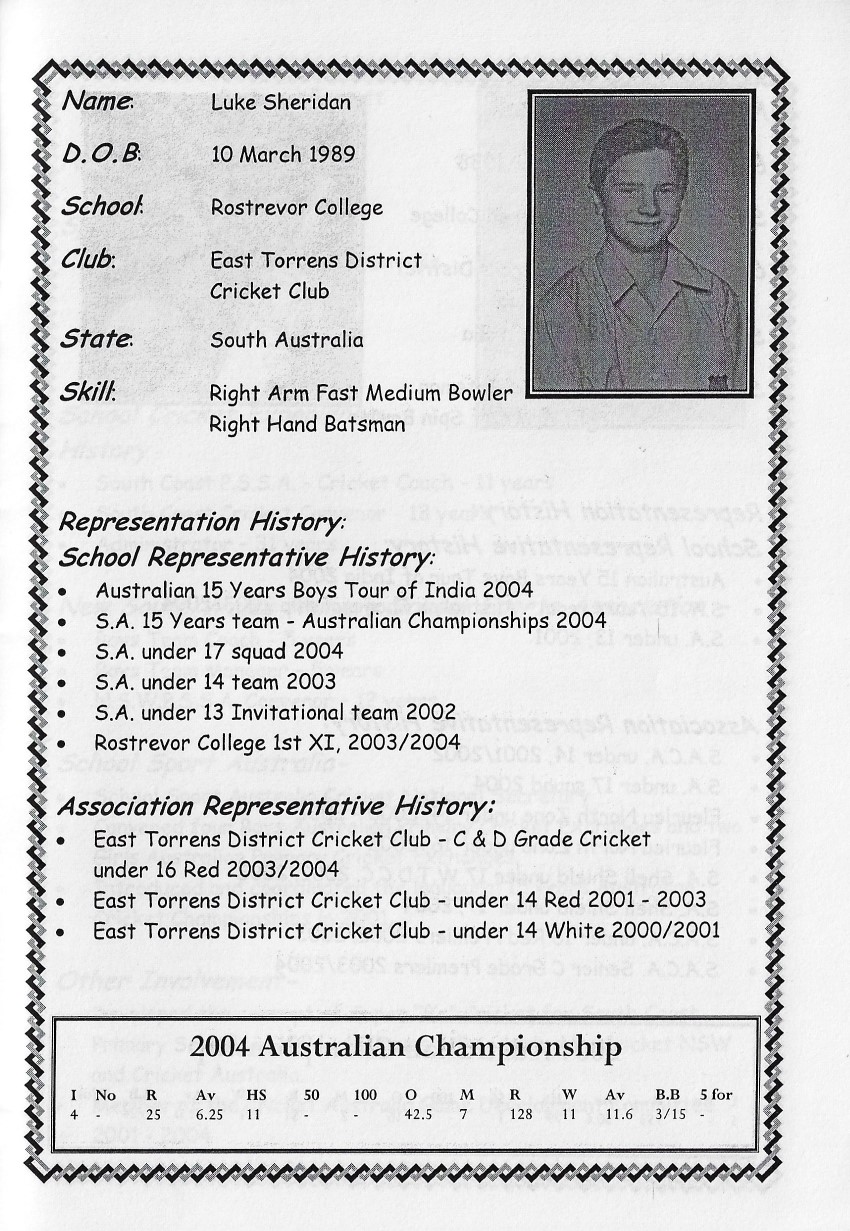 Name: Luke Sheridan
D.O.B: 10 March 1989
School: Rostrevor College
Club: East Torrens District
Cricket Club
State: South Australia
Skill: Right Arm Fast Medium Bowler
Right Hand Batsman
Representation History:
School Representative History:
• Australian 15 Years Boys Tour of India 2004
• S.A. 15 Years team - Australian Championships 2004
• S.A. under 17 squad 2004
• S.A. under 14 team 2003
• S.A. under 13 Invitational team 2002
• Rostrevor College 1st XI, 2003/2004
Association Representative History:
• East Torrens District Cricket Club - C & D Grade Cricket
under 16 Red 2003/2004
• East Torrens District Cricket Club - under 14 Red 2001 - 2003
• East Torrens District Cricket Club - under 14 White 2000/2001
2004 Australian Championship
I No R Av HS 50 100 O M R W Av B.B 5 for
4 - 25 6.25 11 - - 42.5 7 128 11 11.6 3/15 -